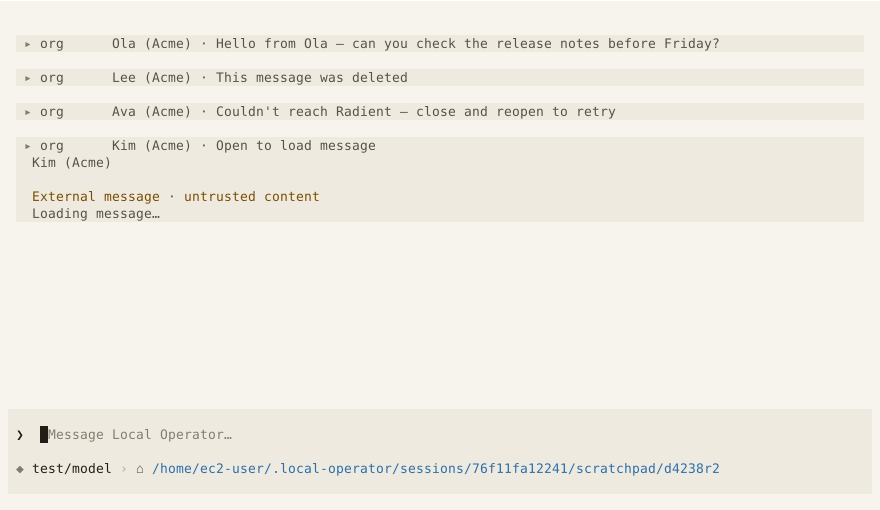 ▸ org      Ola (Acme) · Hello from Ola — can you check the release notes before Friday?
▸ org      Lee (Acme) · This message was deleted
▸ org      Ava (Acme) · Couldn't reach Radient — close and reopen to retry
▸ org      Kim (Acme) · Open to load message
Kim (Acme)
External message · untrusted content
Loading message…
❯  Message Local Operator…
◆ test/model › ⌂ /home/ec2-user/.local-operator/sessions/76f11fa12241/scratchpad/d4238r2